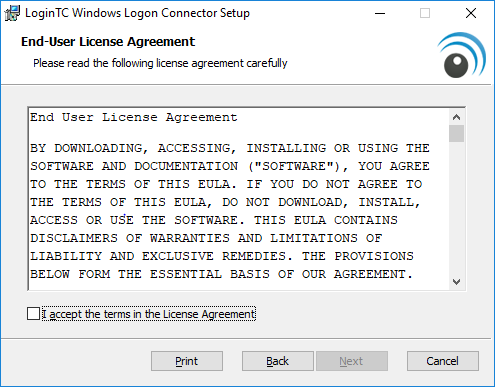 LoginTC Windows Logon Connector Setup
End-User License Agreement
Please read the following license agreement carefully
End User License Agreement
BY DOWNLOADING, ACCESSING, INSTALLING OR USING THE
SOFTWARE AND DOCUMENTATION ("SOFTWARE"), YOU AGREE
TO THE TERMS OF THIS EULA. IF YOU DO NOT AGREE TO
THE TERMS OF THIS EULA, DO NOT DOWNLOAD, INSTALL,
ACCESS OR USE THE SOFTWARE. THIS EULA CONTAINS
DISCLAIMERS OF WARRANTIES AND LIMITATIONS OF
LIABILITY AND EXCLUSIVE REMEDIES. THE PROVISIONS
BELOW FORM THE ESSENTIAL BASIS OF OUR AGREEMENT.
I accept the terms in the License Agreement
Print Back Next Cancel